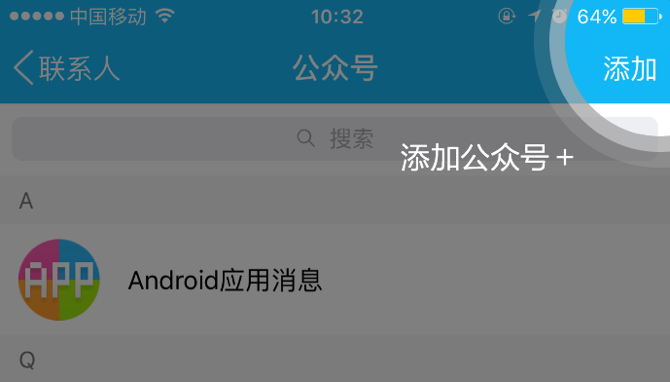 中国移动 10:32 64%
联系人 公众号 添加
搜索
添加公众号+
A
APP
Android应用消息
Q